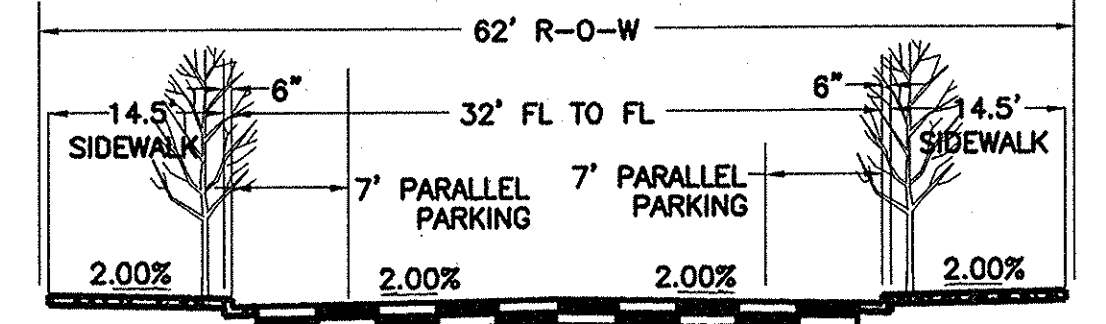 62' R-O-W
6"
6"
14.5'
32' FL TO FL
14.5'
SIDEWALK
SIDEWALK
7' PARALLEL
PARKING
7' PARALLEL
PARKING
2.00%
2.00%
2.00%
2.00%